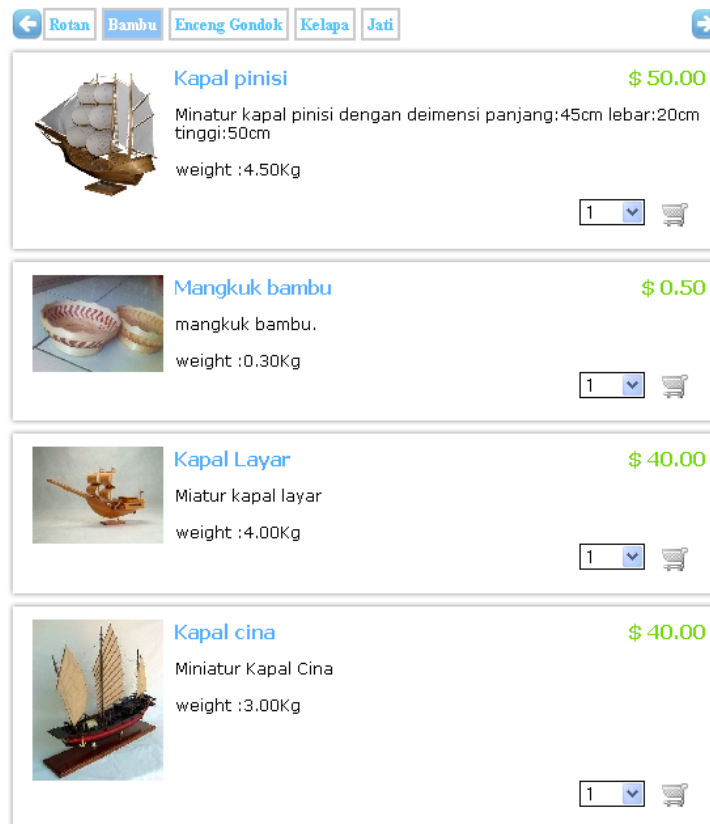 Rotan Bambu Enceng Gondok Kelapa Jati
Kapal pinisi $ 50.00
Minatur kapal pinisi dengan deimensi panjang:45cm lebar:20cm
tinggi:50cm
weight :4.50Kg
1
Mangkuk bambu $ 0.50
mangkuk bambu.
weight :0.30Kg
1
Kapal Layar $ 40.00
Miatur kapal layar
weight :4.00Kg
1
Kapal cina $ 40.00
Miniatur Kapal Cina
weight :3.00Kg
1